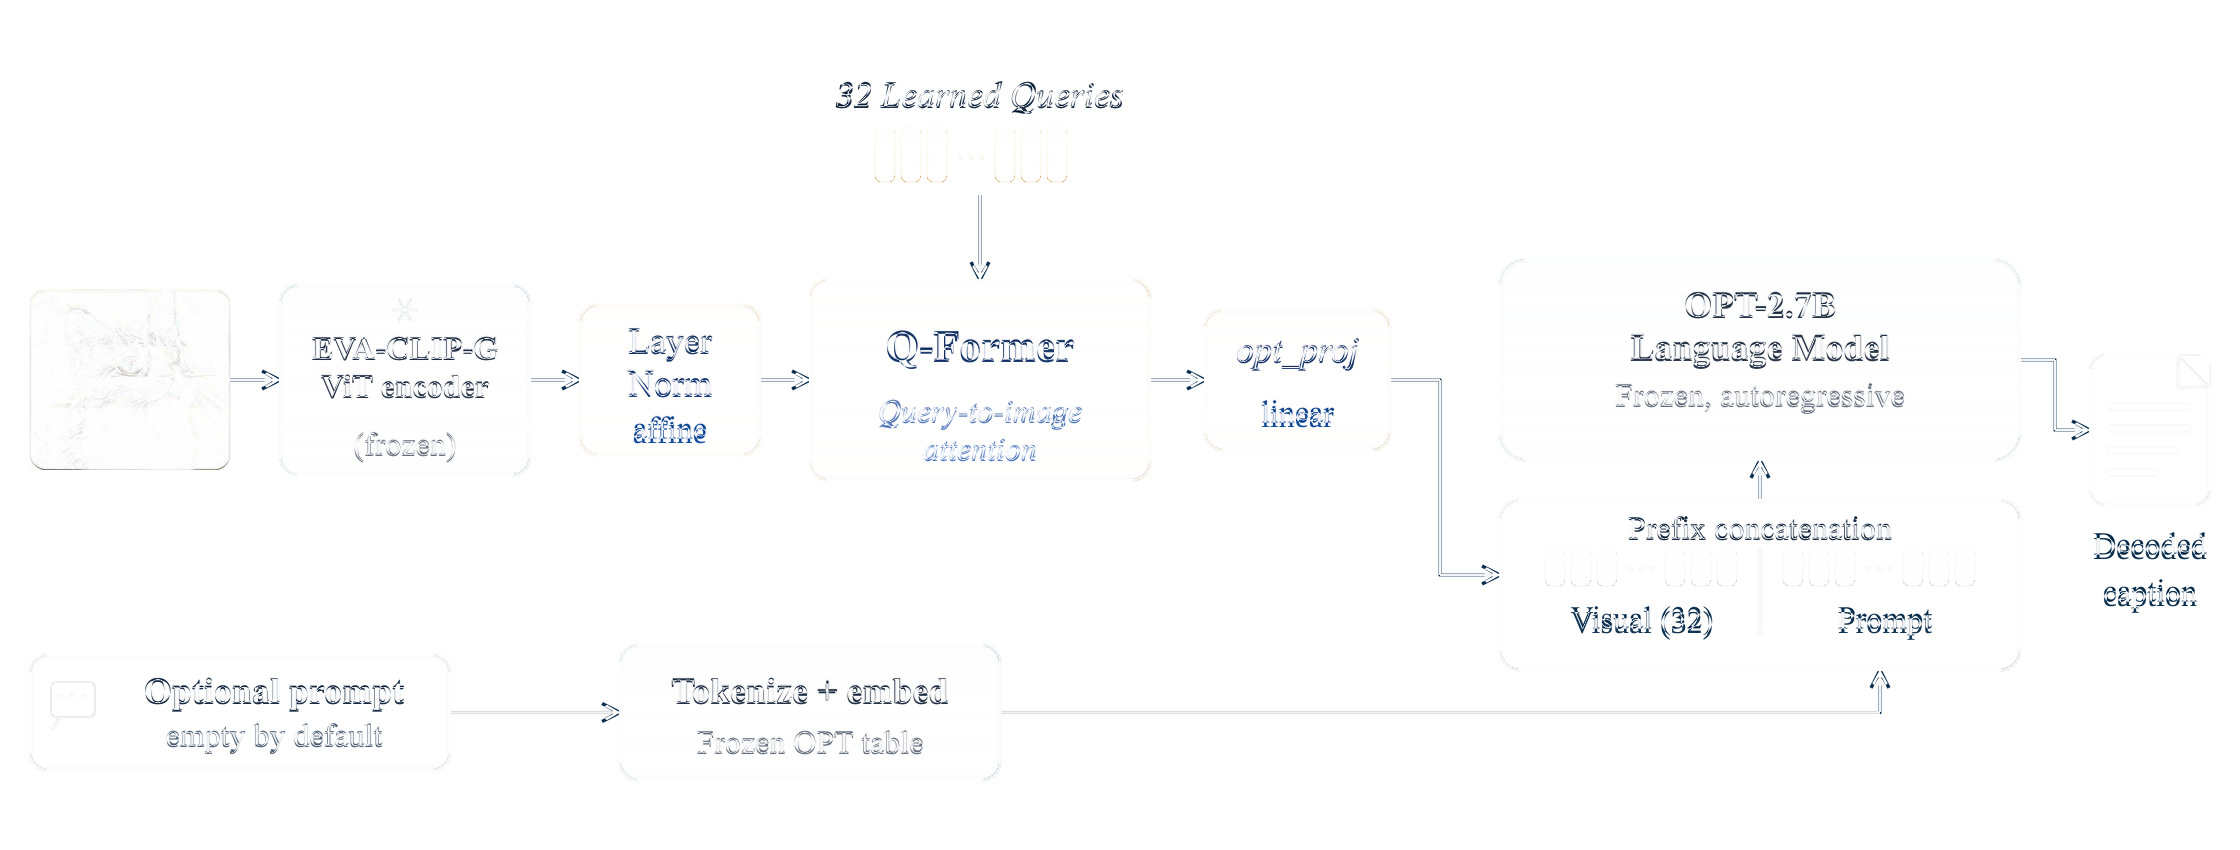 32 Learned Queries
EVA-CLIP-G
ViT encoder
(frozen)
Layer
Norm
affine
Q-Former
Query-to-image
attention
opt_proj
linear
OPT-2.7B
Language Model
Frozen, autoregressive
Prefix concatenation
Visual (32)
Prompt
Decoded
caption
Optional prompt
empty by default
Tokenize + embed
Frozen OPT table